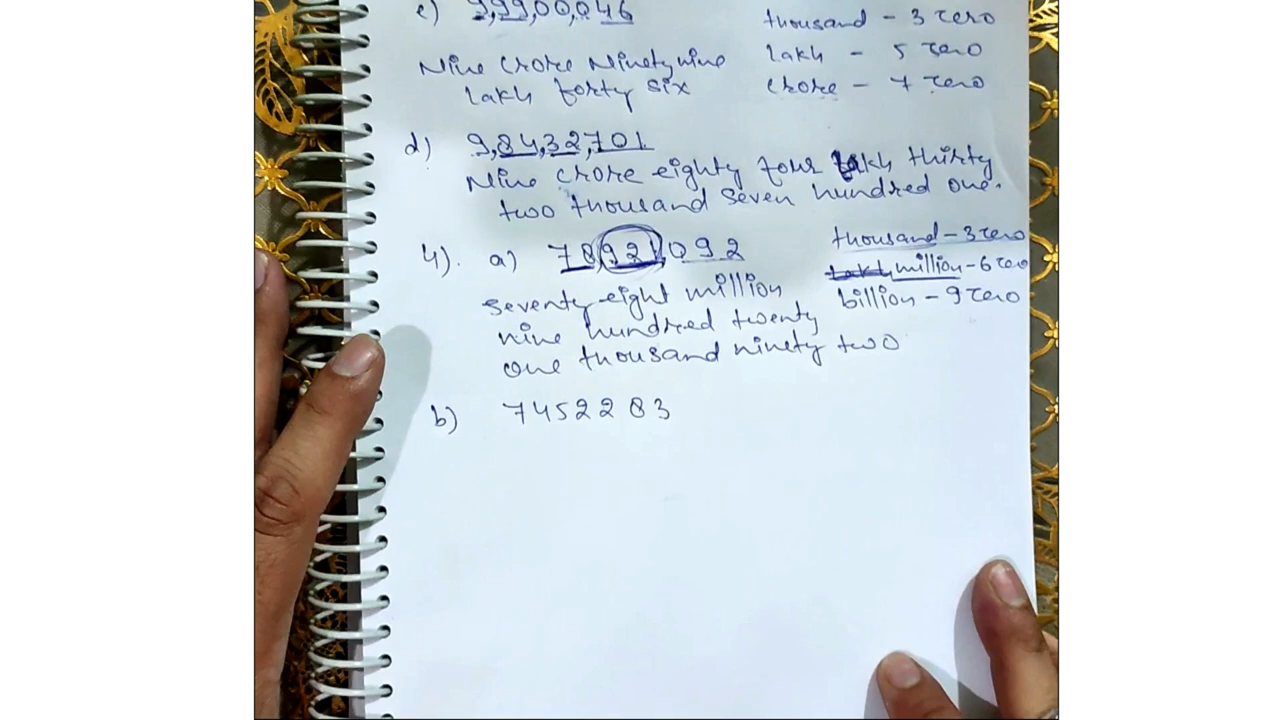 c) 9,99,00,046
thousand - 3 zero
Nine crore Ninety nine
lakh - 5 zero
lakh forty six
crore - 7 zero
d) 9,84,32,701
Nine crore eighty four lakh thirty
two thousand seven hundred one.
4). a) 78,921,092
thousand - 3 zero
lakh million - 6 zero
seventy eight million
billion - 9 zero
nine hundred twenty
one thousand ninety two
b) 7452283